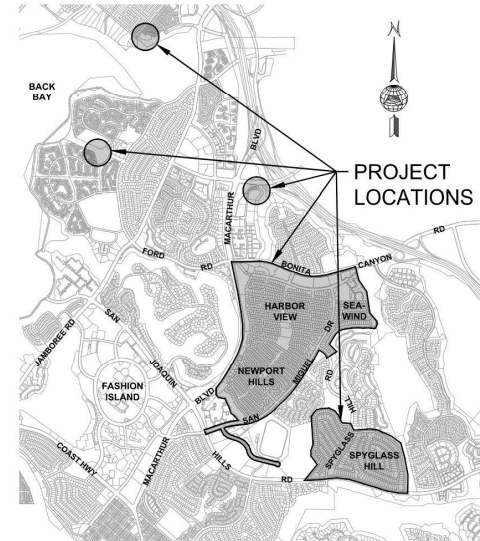 N
BACK
BAY
BLVD
PROJECT
LOCATIONS
MACARTHUR
RD
FORD
RD
BONITA
CANYON
HARBOR
VIEW
SEA-
WIND
DR
JAMBOREE RD
SAN
JOAQUIN
NEWPORT
HILLS
MIGUEL
RD
FASHION
ISLAND
BLVD
SAN
HILL
COAST HWY
MACARTHUR
HILLS
RD
SPYGLASS
SPYGLASS
HILL